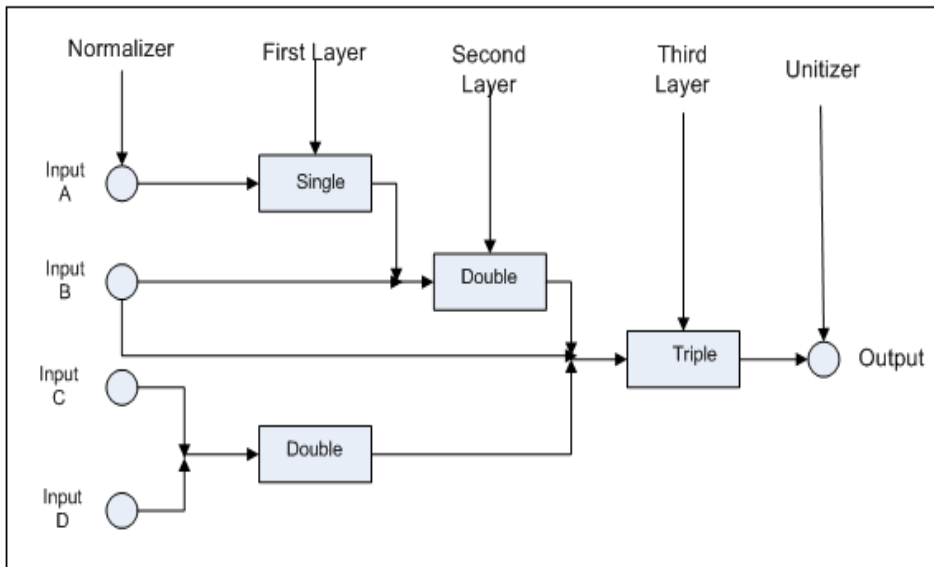 Normalizer
First Layer
Second
Layer
Third
Layer
Unitizer
Input
A
Single
Input
B
Double
Triple
Output
Input
C
Double
Input
D